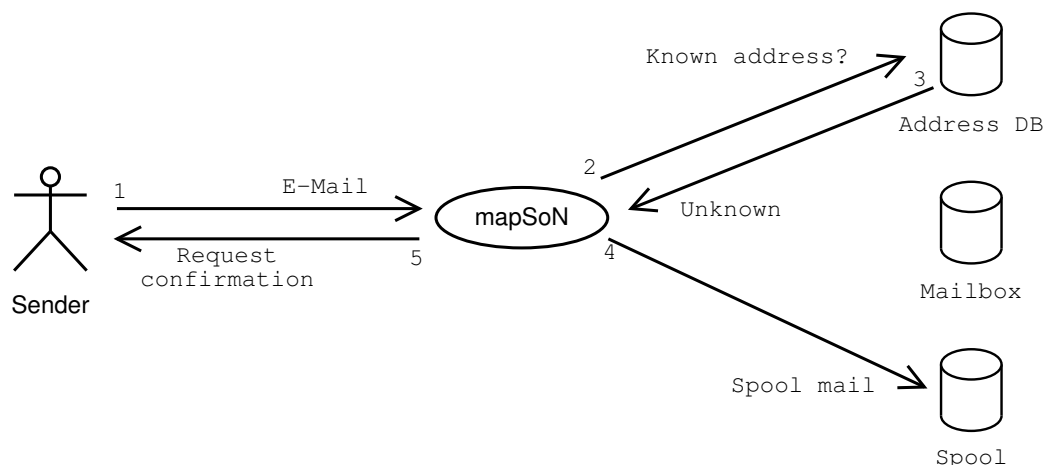 Known address?
3
Address DB
2
1
E-Mail
mapSoN
Unknown
Request
confirmation
5
4
Mailbox
Sender
Spool mail
Spool